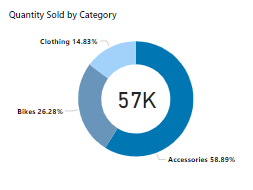 Quantity Sold by Category
Clothing 14.83%
57K
Bikes 26.28%
Accessories 58.89%